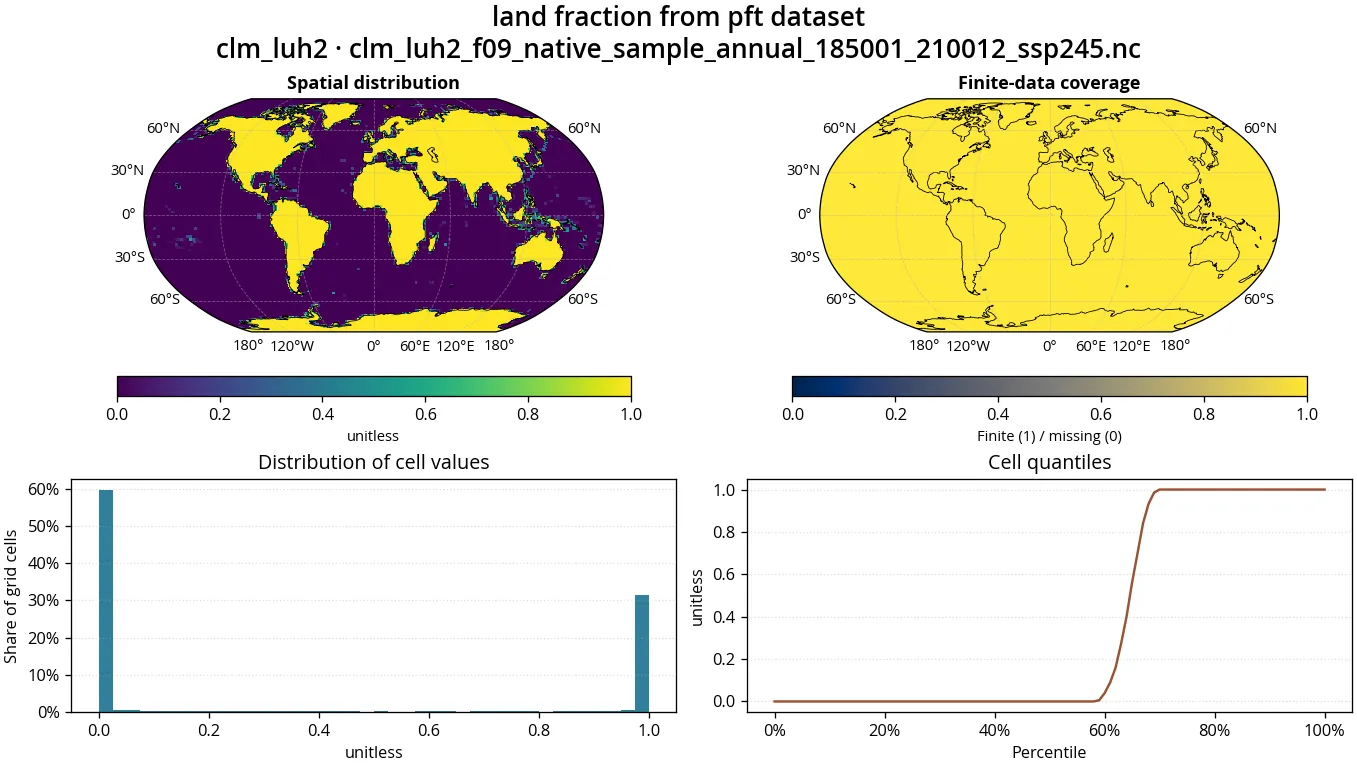 land fraction from pft dataset
clm_luh2 · clm_luh2_f09_native_sample_annual_185001_210012_ssp245.nc
Spatial distribution
60°N 60°N
30°N
0°
30°S
60°S 60°S
180° 120°W 0° 60°E 120°E 180°
0.0 0.2 0.4 0.6 0.8 1.0
unitless
Finite-data coverage
60°N 60°N
30°N
0°
30°S
60°S 60°S
180° 120°W 0° 60°E 120°E 180°
0.0 0.2 0.4 0.6 0.8 1.0
Finite (1) / missing (0)
Distribution of cell values
Share of grid cells
60%
50%
40%
30%
20%
10%
0%
0.0 0.2 0.4 0.6 0.8 1.0
unitless
Cell quantiles
unitless
1.0
0.8
0.6
0.4
0.2
0.0
0% 20% 40% 60% 80% 100%
Percentile